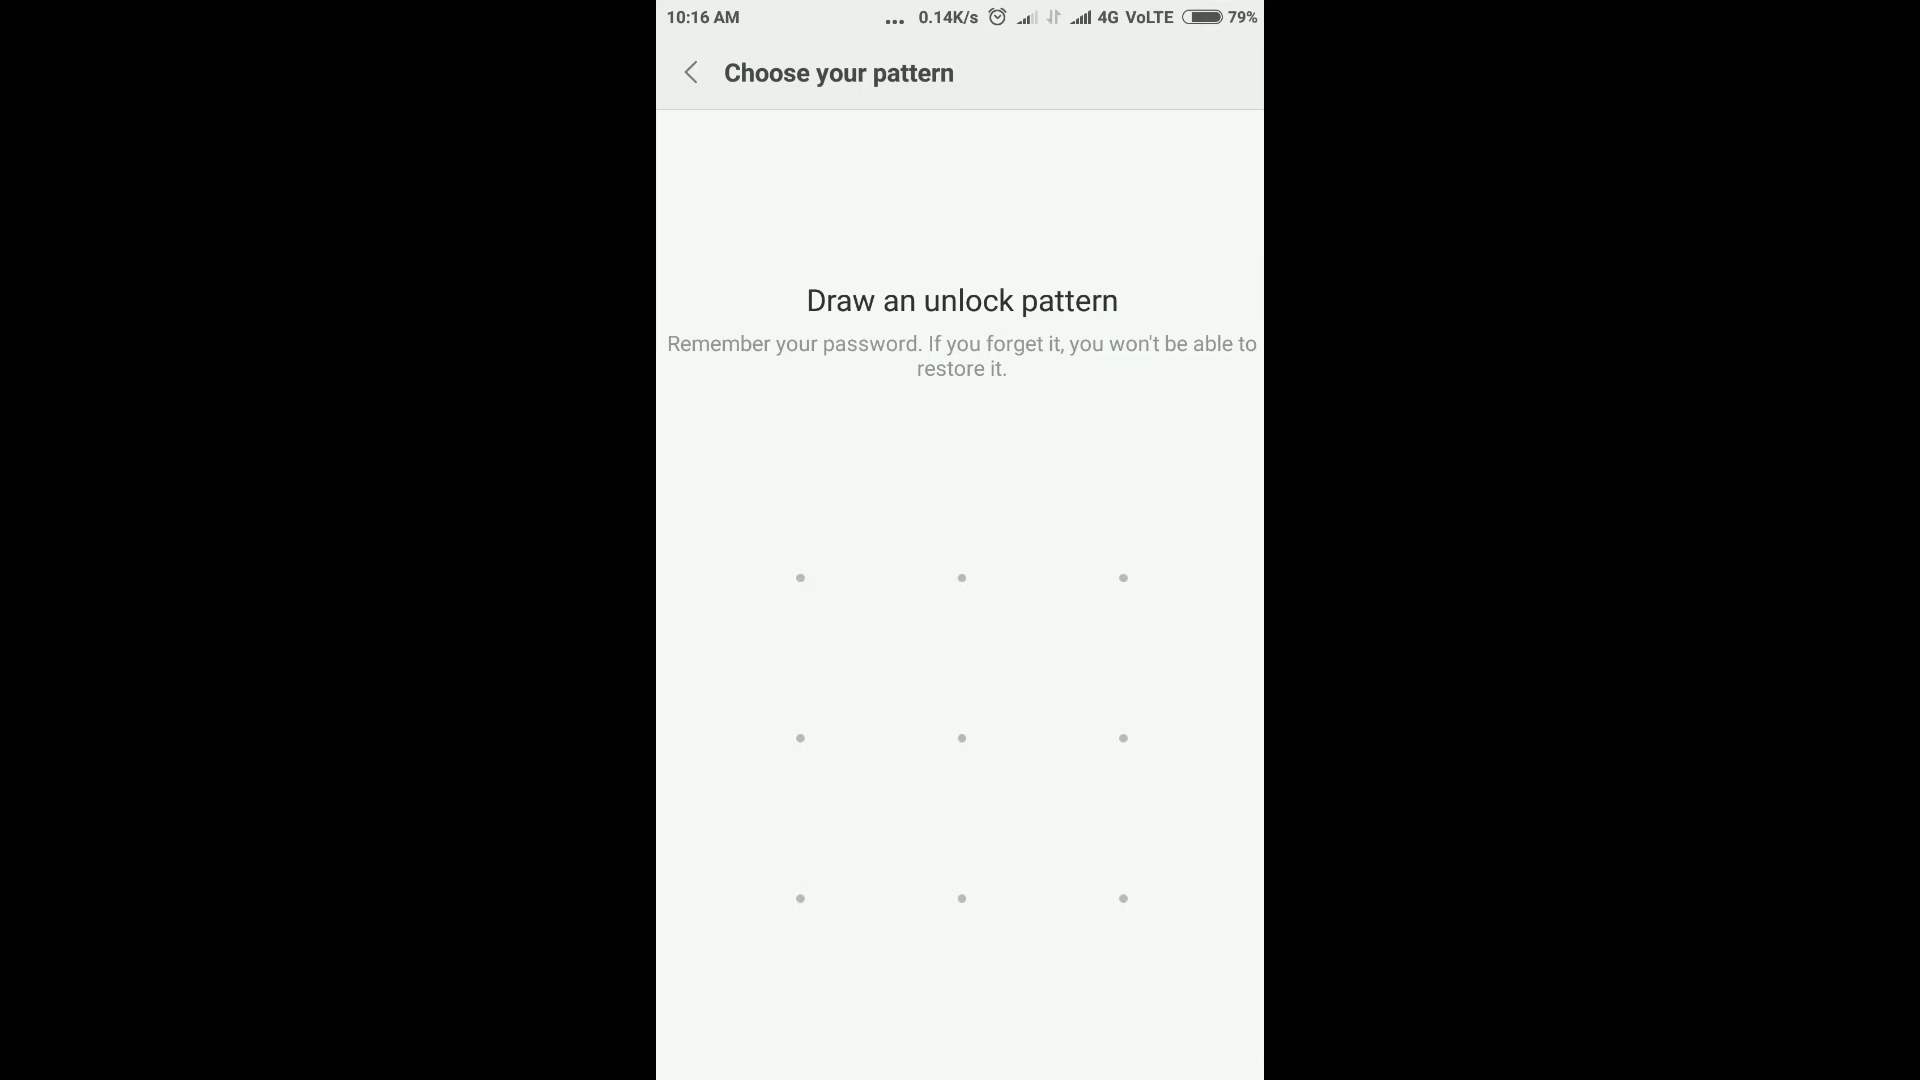 10:16 AM ... 0.14K/s 4G VoLTE 79%
Choose your pattern
Draw an unlock pattern
Remember your password. If you forget it, you won't be able to
restore it.